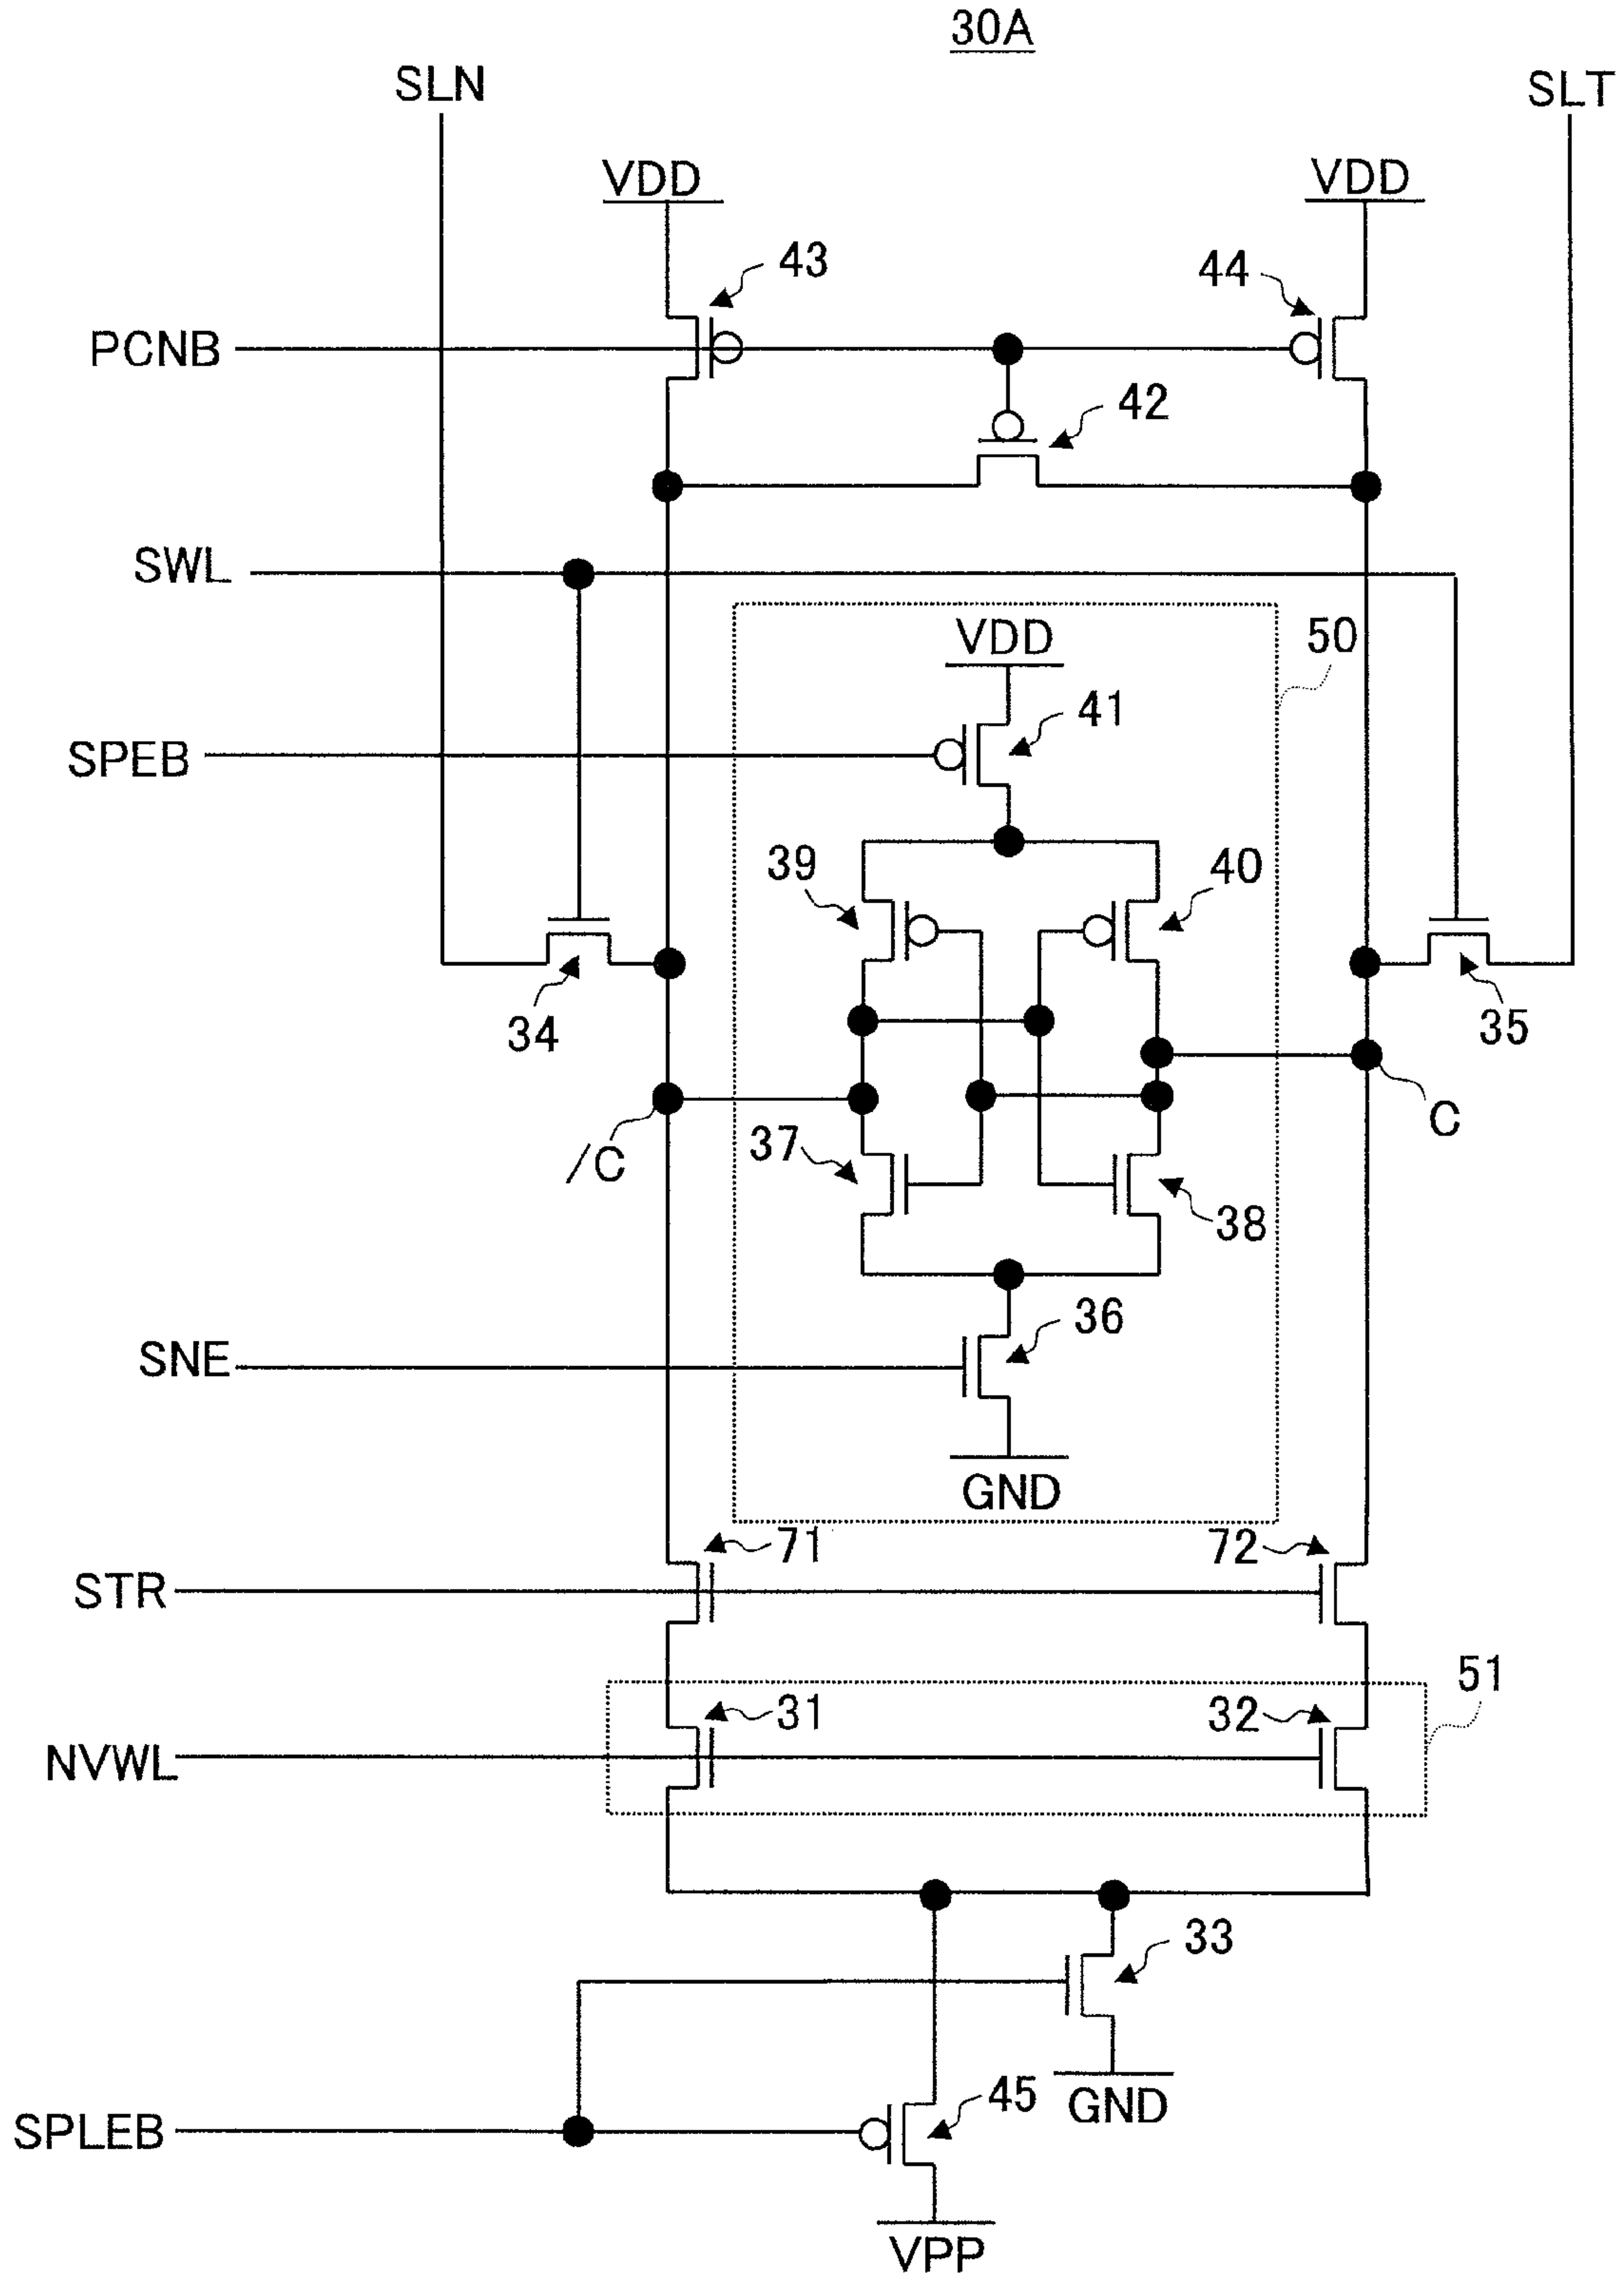 30A
SLN
SLT
VDD
VDD
43
44
PCNB
42
SWL
50
VDD
41
SPEB
39
40
34
35
/C
C
37
38
36
SNE
GND
71
72
STR
51
31
32
NVWL
33
45
GND
SPLEB
VPP